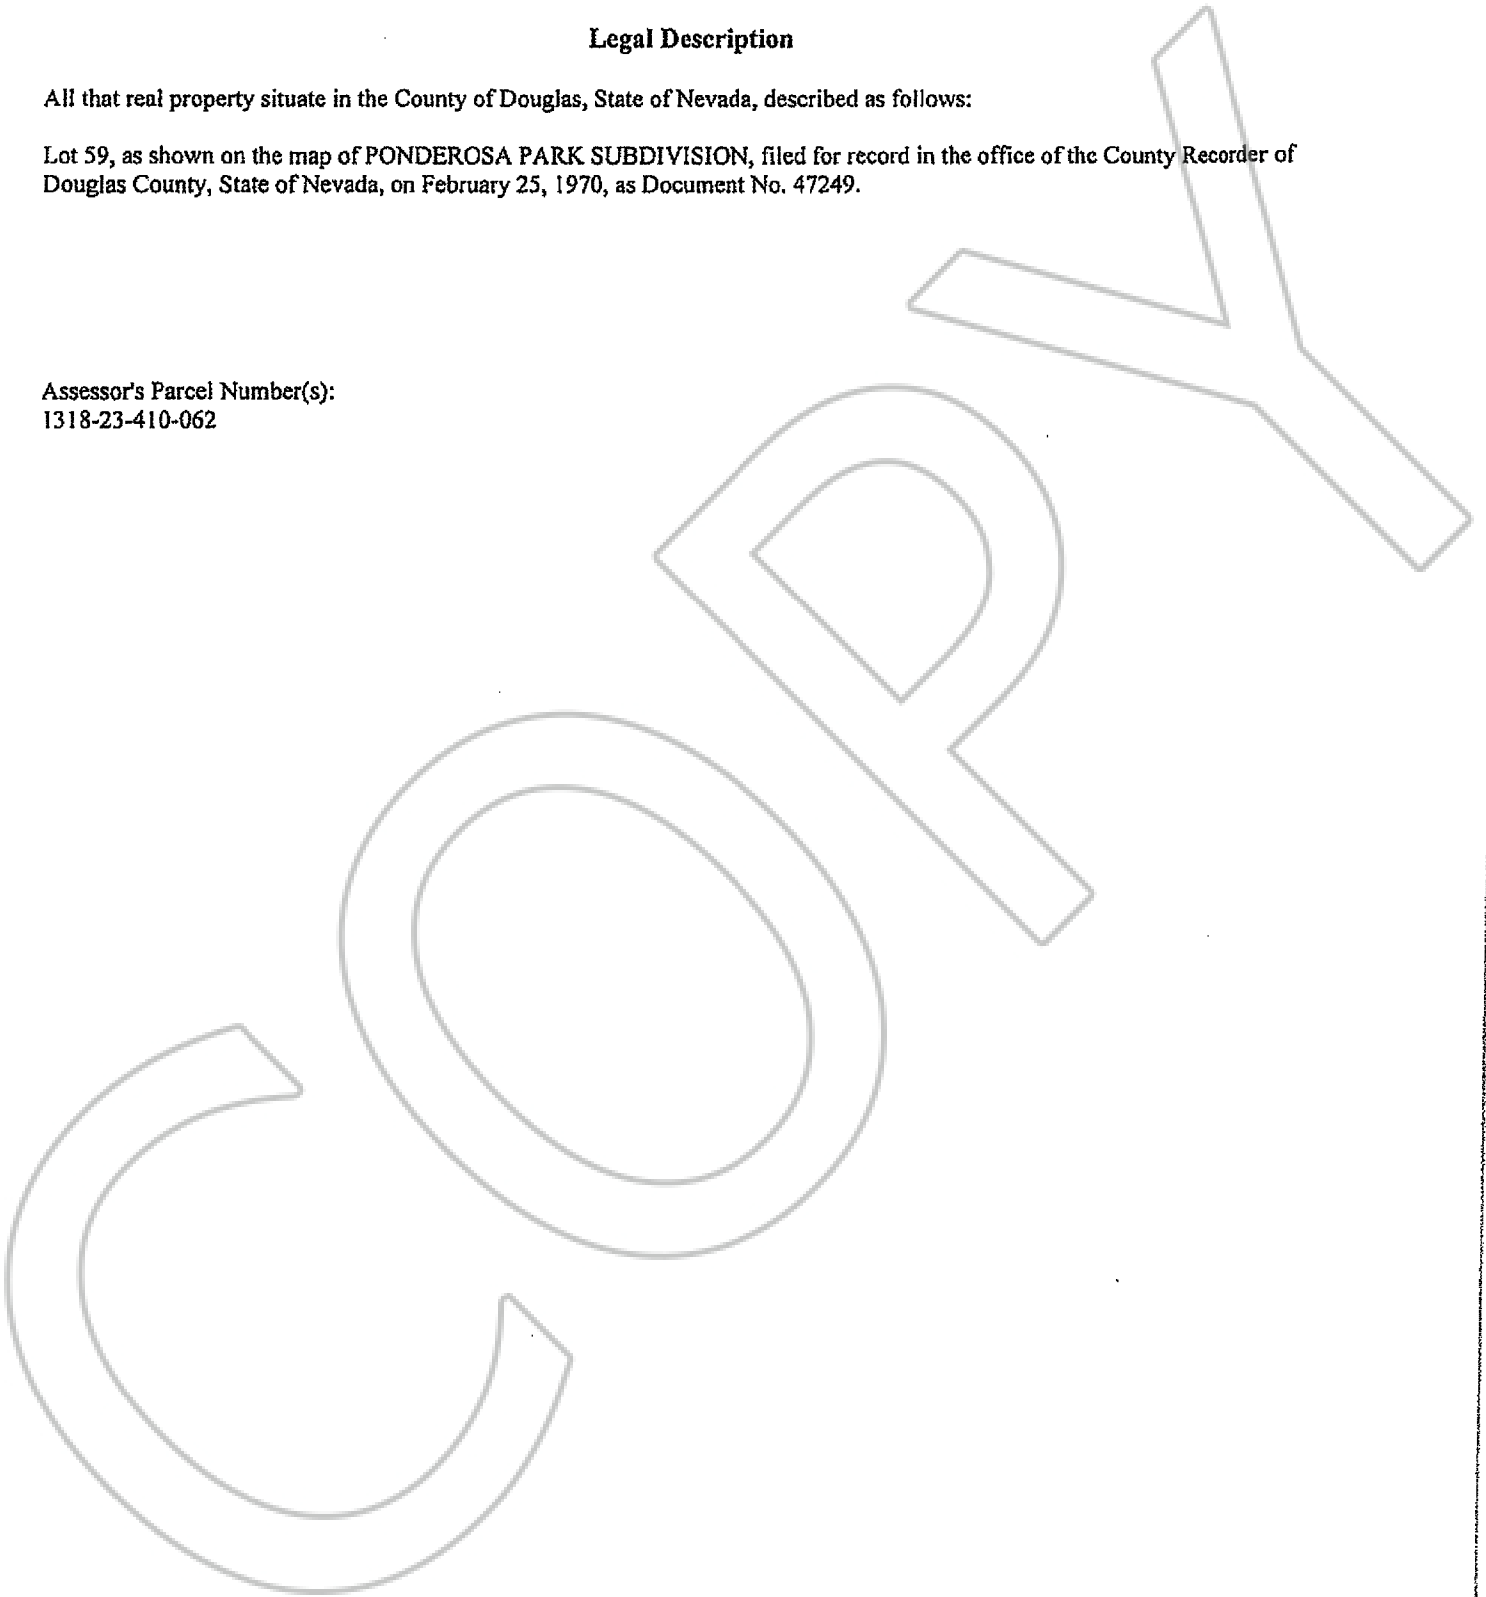 Legal Description
All that real property situate in the County of Douglas, State of Nevada, described as follows:
Lot 59, as shown on the map of PONDEROSA PARK SUBDIVISION, filed for record in the office of the County Recorder of
Douglas County, State of Nevada, on February 25, 1970, as Document No. 47249.
Assessor's Parcel Number(s):
1318-23-410-062
COPY